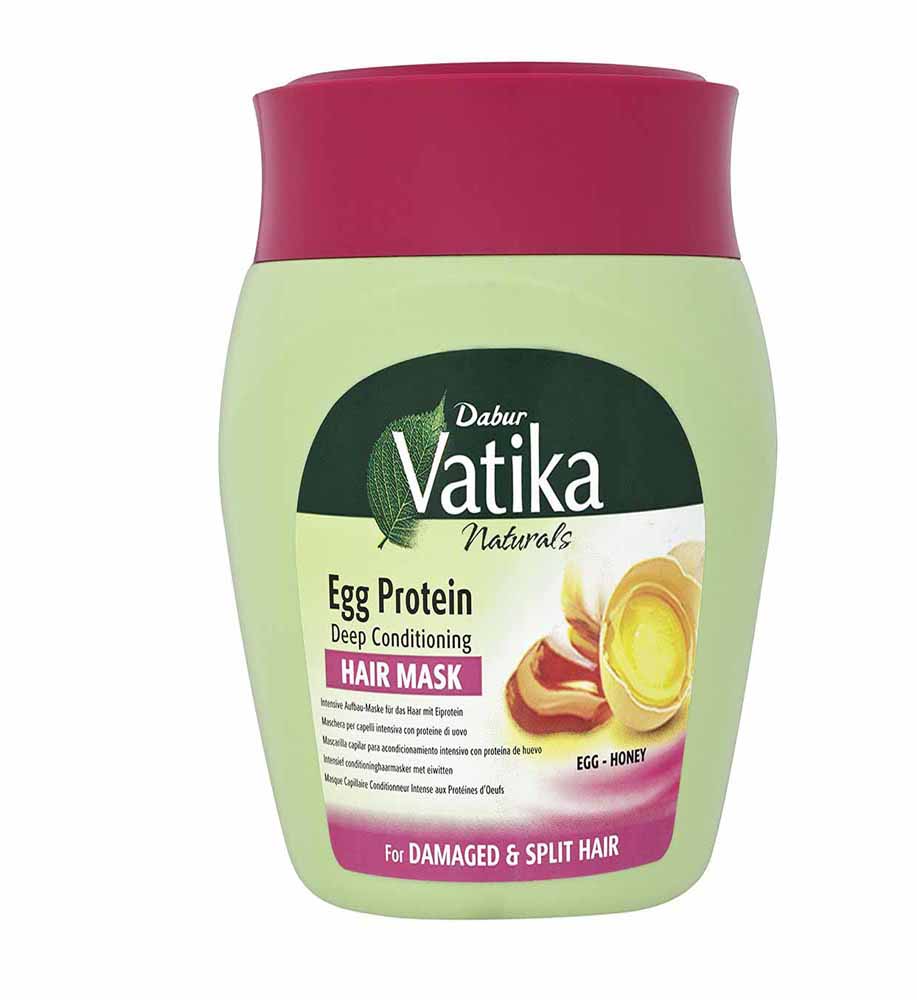 Dabur
Vatika
Naturals
Egg Protein
Deep Conditioning
HAIR MASK
Intensive Aufbau-Maske für das Haar mit Eiprotein
Maschera per capelli intensiva con proteine di uovo
Mascarilla capilar para acondicionamiento intensivo con proteína de huevo
Intensief conditioninghaarmasker met eiwitten
Masque Capillaire Conditionneur Intense aux Protéines d'Oeufs
EGG - HONEY
For DAMAGED & SPLIT HAIR